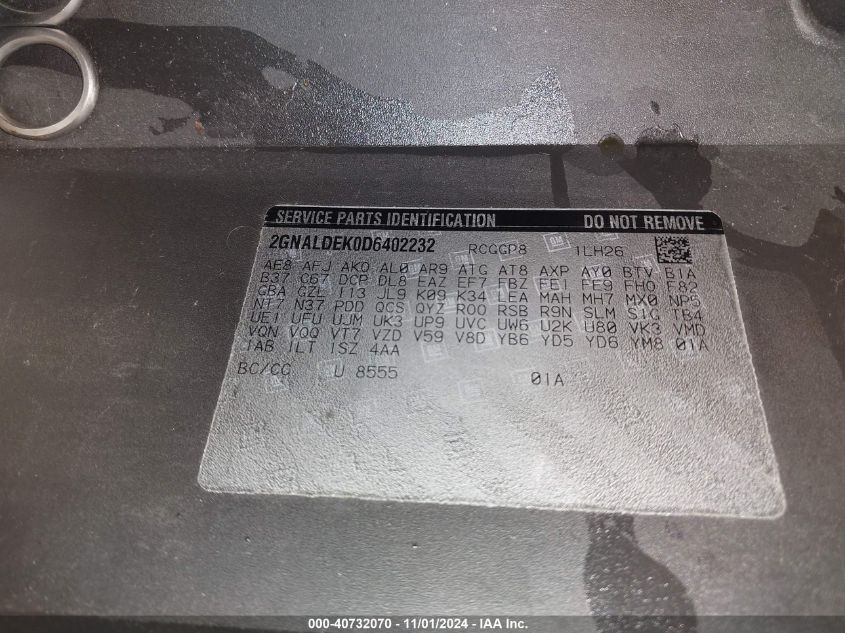 SERVICE PARTS IDENTIFICATION DO NOT REMOVE
2GNALDEK0D6402232 RCGCP8 1LH26
AE8 AFJ AKO AL0 AR9 ATG AT8 AXP AY0 BTV B1A
B37 C67 DCP DL8 EAZ EF7 FBZ FE1 FE9 FHO F82
GBA GZL I13 JL9 K09 K34 LEA MAH MH7 MX0 NP5
NT7 N37 PDD QCS QYZ ROO RSB R9N SLM S1G TB4
UE1 UFU UJM UK3 UP9 UVC UW6 U2K U80 VK3 VMD
VQN VQQ VT7 VZD V59 V8D YB6 YD5 YD6 YM8 01A
1AB 1LT 1SZ 4AA
BC/CC U 8555 01A
000-40732070 - 11/01/2024 - IAA Inc.